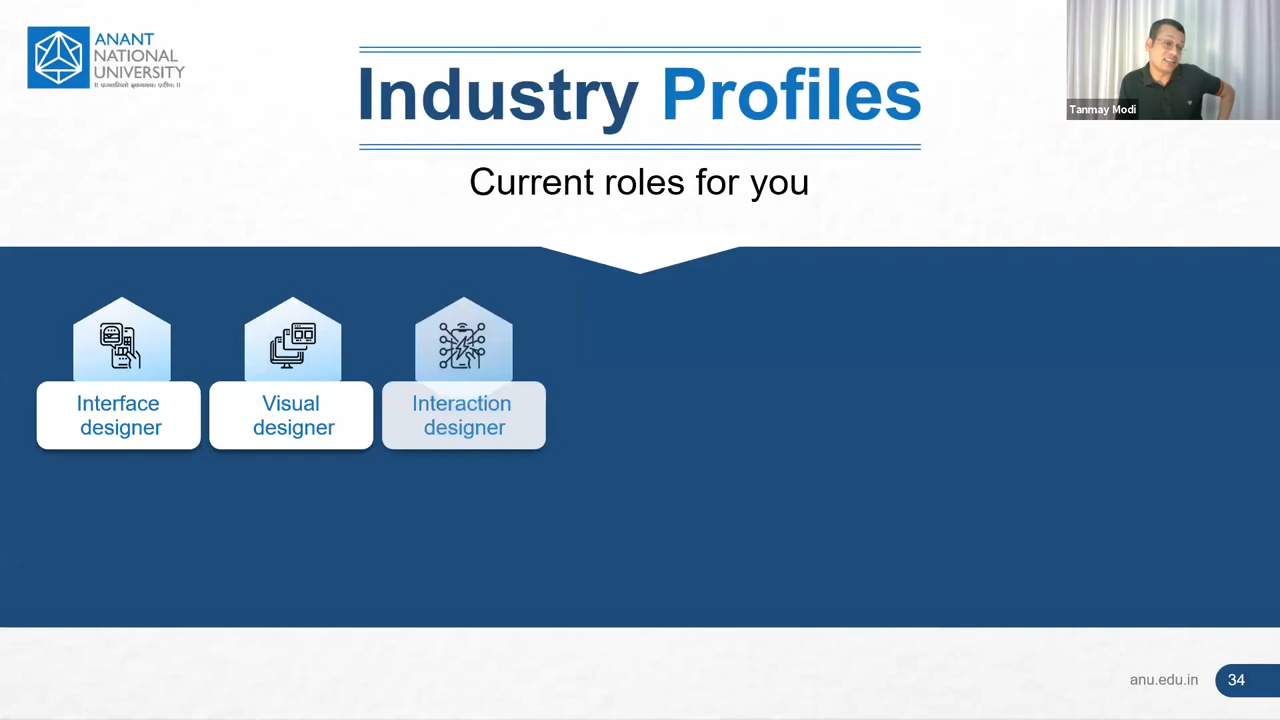 ANANT
NATIONAL
UNIVERSITY
Industry Profiles
Tanmay Modi
Current roles for you
Interface
designer
Visual
designer
Interaction
designer
anu.edu.in
34